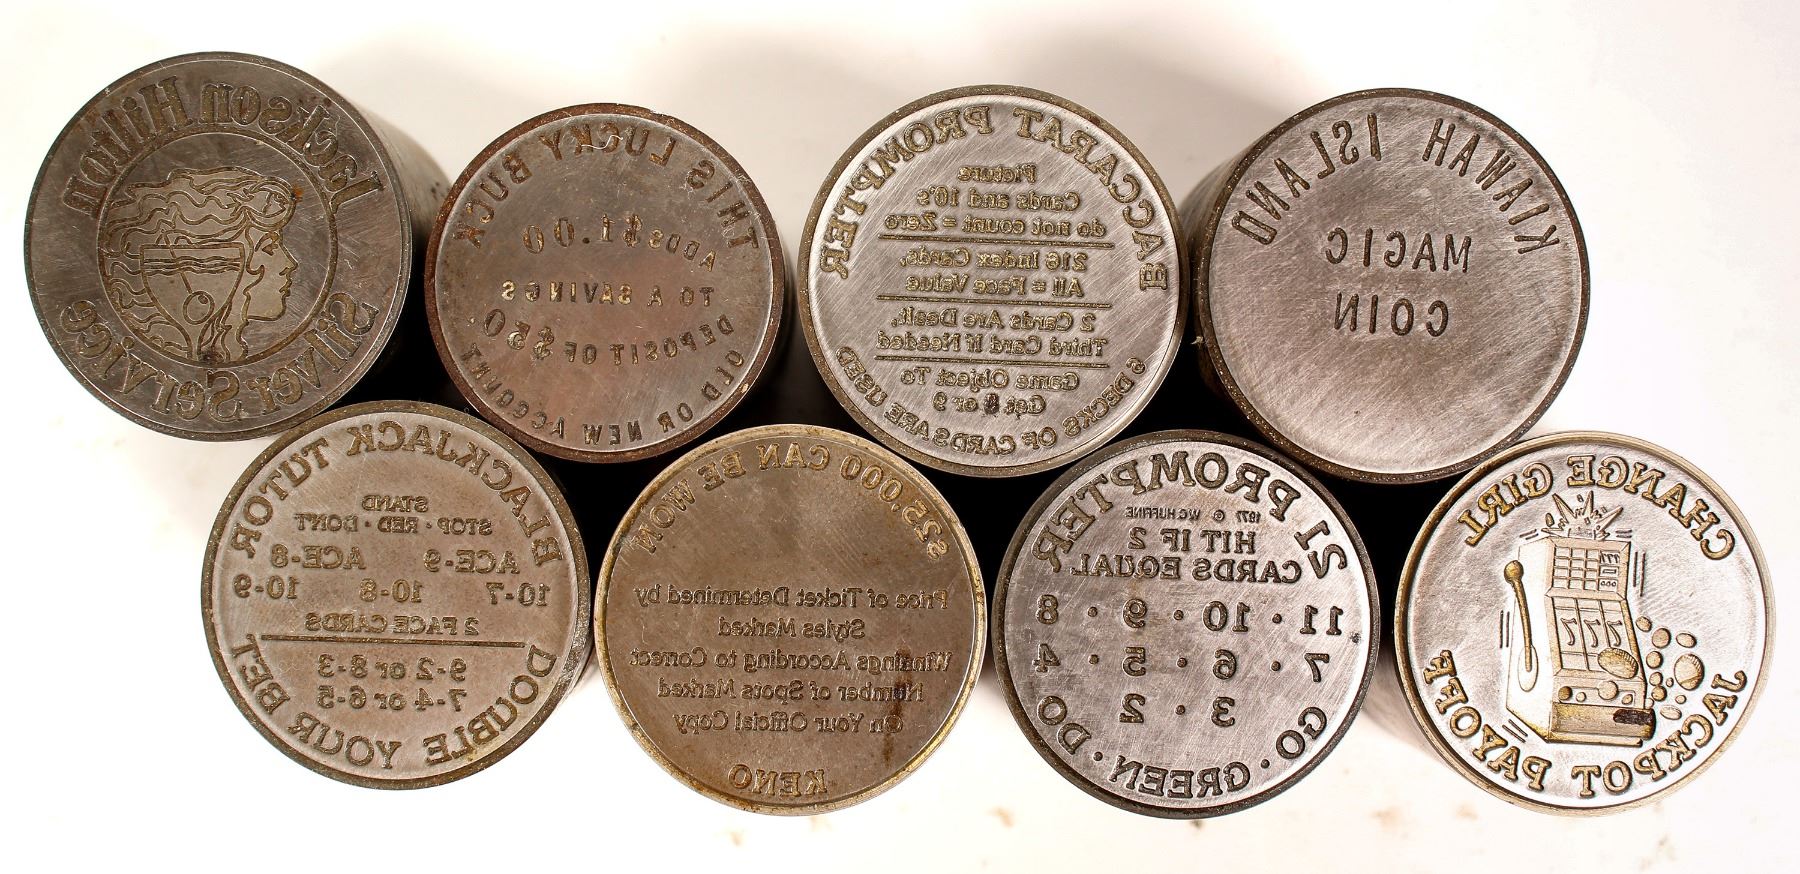 Jackson Hilton
Silver Service
THIS LUCKY BUCK
ADDS $1.00
TO A SAVINGS
DEPOSIT OF $50.
OLD OR NEW ACCOUNT
BACCARAT PROMPTER
Picture
Cards and 10's
do not count = Zero
216 Index Cards,
All = Face Value
2 Cards Are Dealt,
Third Card If Needed
Game Object To
Get 8 or 9
6 DECKS OF CARDS ARE USED
KIAWAH ISLAND
MAGIC
COIN
BLACKJACK TUTOR
STAND
STOP · RED · DON'T
ACE-9 ACE-8
10-7 10-8 10-9
2 FACE CARDS
9-2 or 8-3
7-4 or 6-5
DOUBLE YOUR BET
$25,000 CAN BE WON
Price of Ticket Determined by
Styles Marked
Winnings According to Correct
Number of Spots Marked
On Your Official Copy
KENO
21 PROMPTER
1977 © W.C HUFFINE
HIT IF 2
CARDS EQUAL
11 · 10 · 9 · 8
7 · 6 · 5 · 4
3 · 2
GO · GREEN · DO
CHANGE GIRL
777
JACKPOT PAYOFF